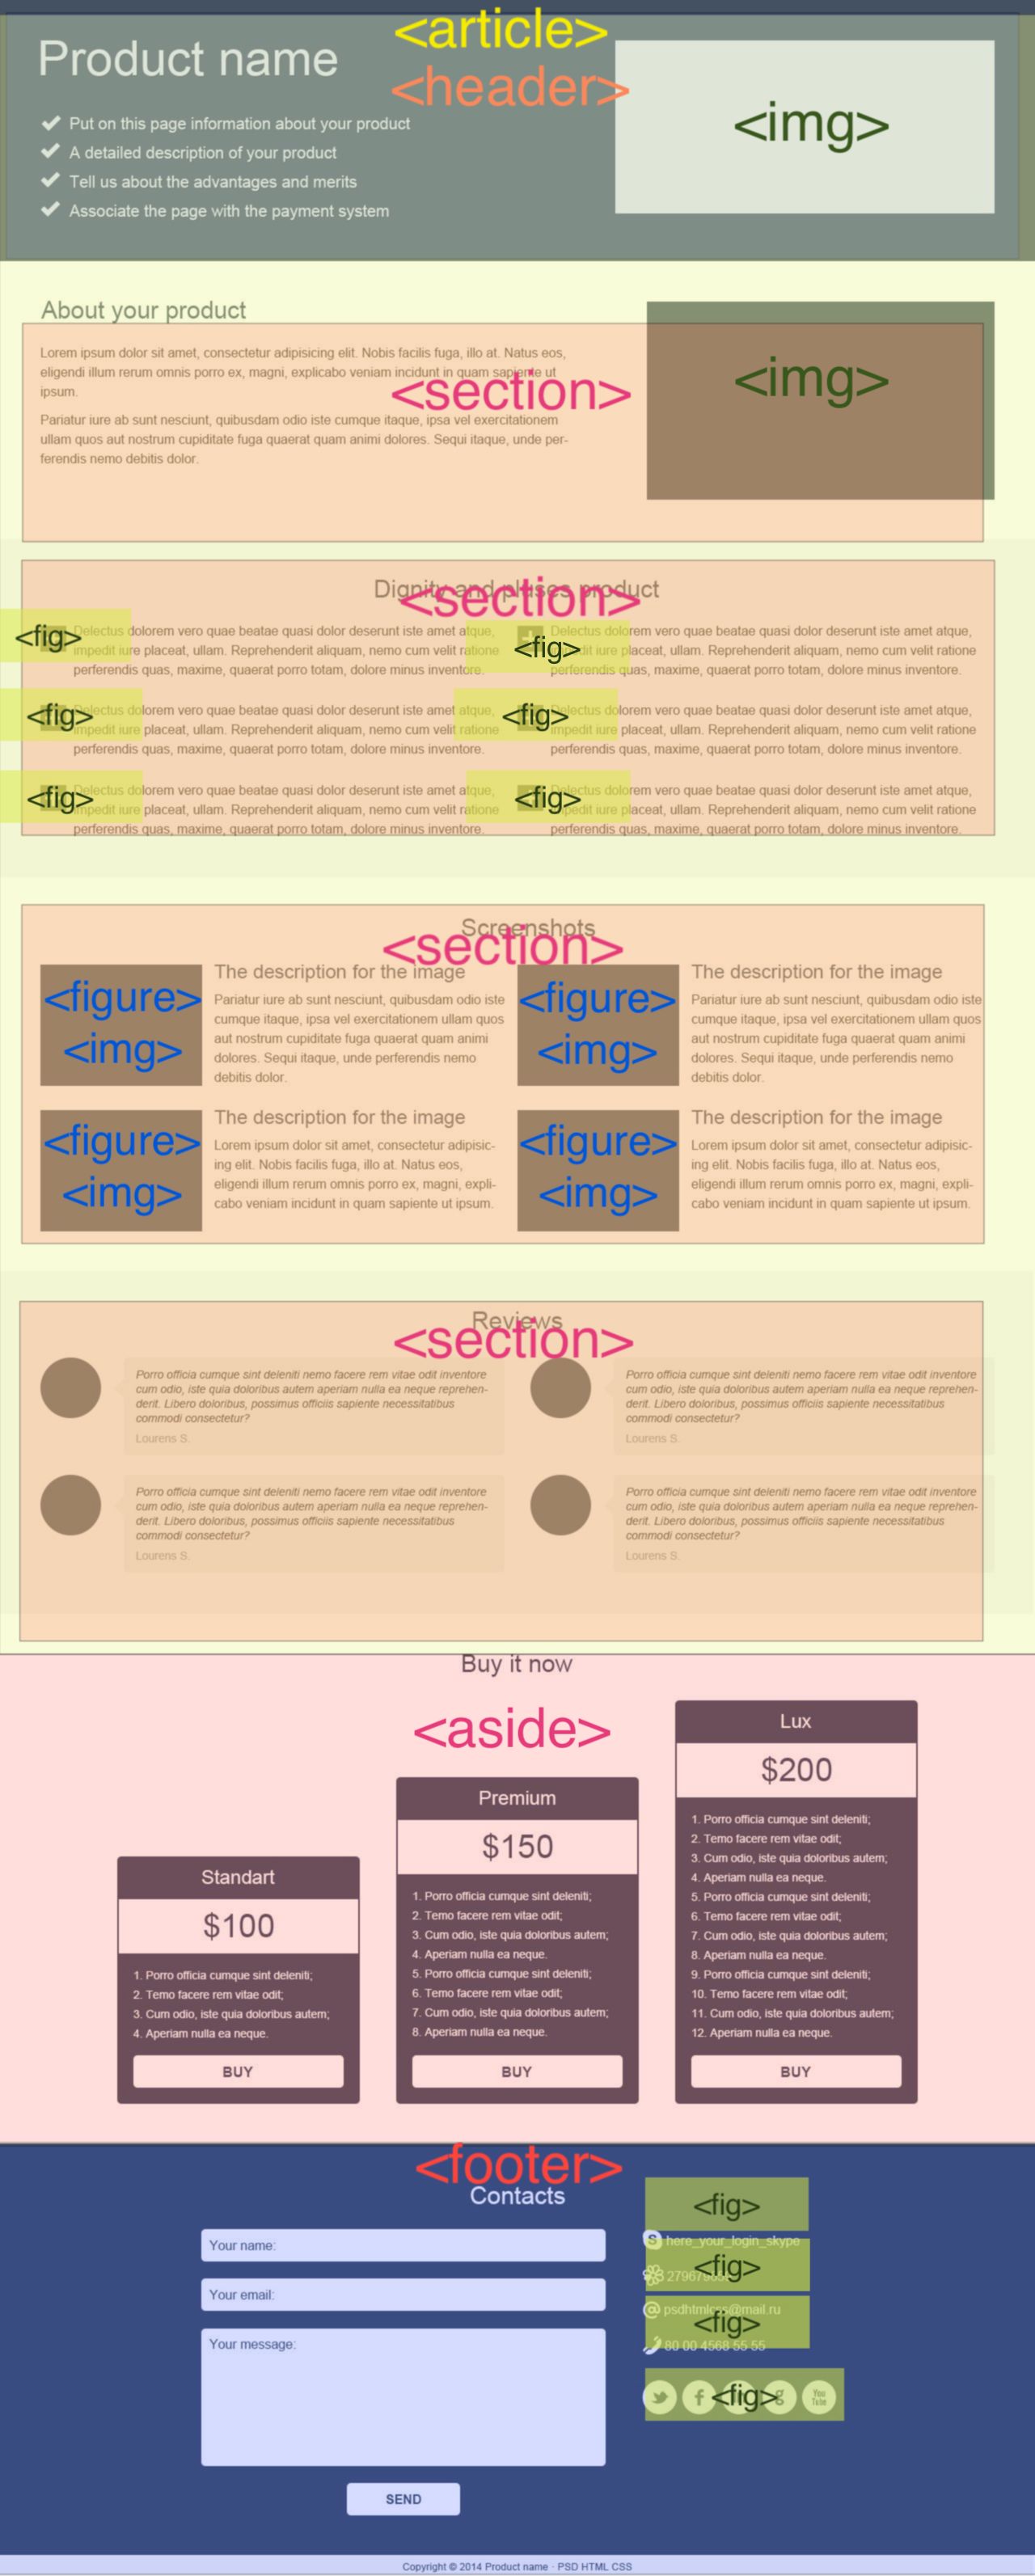 <article>
<header>
Product name
Put on this page information about your product
A detailed description of your product
Tell us about the advantages and merits
Associate the page with the payment system
<img>
About your product
Lorem ipsum dolor sit amet, consectetur adipisicing elit. Nobis facilis fuga, illo at. Natus eos,
eligendi illum rerum omnis porro ex, magni, explicabo veniam incidunt in quam sapiente ut
ipsum.
Pariatur iure ab sunt nesciunt, quibusdam odio iste cumque itaque, ipsa vel exercitationem
ullam quos aut nostrum cupiditate fuga quaerat quam animi dolores. Sequi itaque, unde per-
ferendis nemo debitis dolor.
<section>
<img>
Dignity and pluses product
<section>
<fig>
Delectus dolorem vero quae beatae quasi dolor deserunt iste amet atque,
impedit iure placeat, ullam. Reprehenderit aliquam, nemo cum velit ratione
perferendis quas, maxime, quaerat porro totam, dolore minus inventore.
<fig>
Delectus dolorem vero quae beatae quasi dolor deserunt iste amet atque,
impedit iure placeat, ullam. Reprehenderit aliquam, nemo cum velit ratione
perferendis quas, maxime, quaerat porro totam, dolore minus inventore.
<fig>
Delectus dolorem vero quae beatae quasi dolor deserunt iste amet atque,
impedit iure placeat, ullam. Reprehenderit aliquam, nemo cum velit ratione
perferendis quas, maxime, quaerat porro totam, dolore minus inventore.
<fig>
Delectus dolorem vero quae beatae quasi dolor deserunt iste amet atque,
impedit iure placeat, ullam. Reprehenderit aliquam, nemo cum velit ratione
perferendis quas, maxime, quaerat porro totam, dolore minus inventore.
<fig>
Delectus dolorem vero quae beatae quasi dolor deserunt iste amet atque,
impedit iure placeat, ullam. Reprehenderit aliquam, nemo cum velit ratione
perferendis quas, maxime, quaerat porro totam, dolore minus inventore.
<fig>
Delectus dolorem vero quae beatae quasi dolor deserunt iste amet atque,
impedit iure placeat, ullam. Reprehenderit aliquam, nemo cum velit ratione
perferendis quas, maxime, quaerat porro totam, dolore minus inventore.
Screenshots
<section>
<figure>
<img>
The description for the image
Pariatur iure ab sunt nesciunt, quibusdam odio iste
cumque itaque, ipsa vel exercitationem ullam quos
aut nostrum cupiditate fuga quaerat quam animi
dolores. Sequi itaque, unde perferendis nemo
debitis dolor.
<figure>
<img>
The description for the image
Pariatur iure ab sunt nesciunt, quibusdam odio iste
cumque itaque, ipsa vel exercitationem ullam quos
aut nostrum cupiditate fuga quaerat quam animi
dolores. Sequi itaque, unde perferendis nemo
debitis dolor.
<figure>
<img>
The description for the image
Lorem ipsum dolor sit amet, consectetur adipisic-
ing elit. Nobis facilis fuga, illo at. Natus eos,
eligendi illum rerum omnis porro ex, magni, expli-
cabo veniam incidunt in quam sapiente ut ipsum.
<figure>
<img>
The description for the image
Lorem ipsum dolor sit amet, consectetur adipisic-
ing elit. Nobis facilis fuga, illo at. Natus eos,
eligendi illum rerum omnis porro ex, magni, expli-
cabo veniam incidunt in quam sapiente ut ipsum.
Reviews
<section>
Porro officia cumque sint deleniti nemo facere rem vitae odit inventore
cum odio, iste quia doloribus autem aperiam nulla ea neque reprehen-
derit. Libero doloribus, possimus officiis sapiente necessitatibus
commodi consectetur?
Lourens S.
Porro officia cumque sint deleniti nemo facere rem vitae odit inventore
cum odio, iste quia doloribus autem aperiam nulla ea neque reprehen-
derit. Libero doloribus, possimus officiis sapiente necessitatibus
commodi consectetur?
Lourens S.
Porro officia cumque sint deleniti nemo facere rem vitae odit inventore
cum odio, iste quia doloribus autem aperiam nulla ea neque reprehen-
derit. Libero doloribus, possimus officiis sapiente necessitatibus
commodi consectetur?
Lourens S.
Porro officia cumque sint deleniti nemo facere rem vitae odit inventore
cum odio, iste quia doloribus autem aperiam nulla ea neque reprehen-
derit. Libero doloribus, possimus officiis sapiente necessitatibus
commodi consectetur?
Lourens S.
Buy it now
<aside>
Standart
$100
1. Porro officia cumque sint deleniti;
2. Temo facere rem vitae odit;
3. Cum odio, iste quia doloribus autem;
4. Aperiam nulla ea neque.
BUY
Premium
$150
1. Porro officia cumque sint deleniti;
2. Temo facere rem vitae odit;
3. Cum odio, iste quia doloribus autem;
4. Aperiam nulla ea neque.
5. Porro officia cumque sint deleniti;
6. Temo facere rem vitae odit;
7. Cum odio, iste quia doloribus autem;
8. Aperiam nulla ea neque.
BUY
Lux
$200
1. Porro officia cumque sint deleniti;
2. Temo facere rem vitae odit;
3. Cum odio, iste quia doloribus autem;
4. Aperiam nulla ea neque.
5. Porro officia cumque sint deleniti;
6. Temo facere rem vitae odit;
7. Cum odio, iste quia doloribus autem;
8. Aperiam nulla ea neque.
9. Porro officia cumque sint deleniti;
10. Temo facere rem vitae odit;
11. Cum odio, iste quia doloribus autem;
12. Aperiam nulla ea neque.
BUY
<footer>
Contacts
Your name:
Your email:
Your message:
SEND
<fig>
here_your_login_skype
<fig>
<fig>
psdhtmlcss@mail.ru
80 00 4568 55 55
<fig>
You
Tube
Copyright © 2014 Product name · PSD HTML CSS